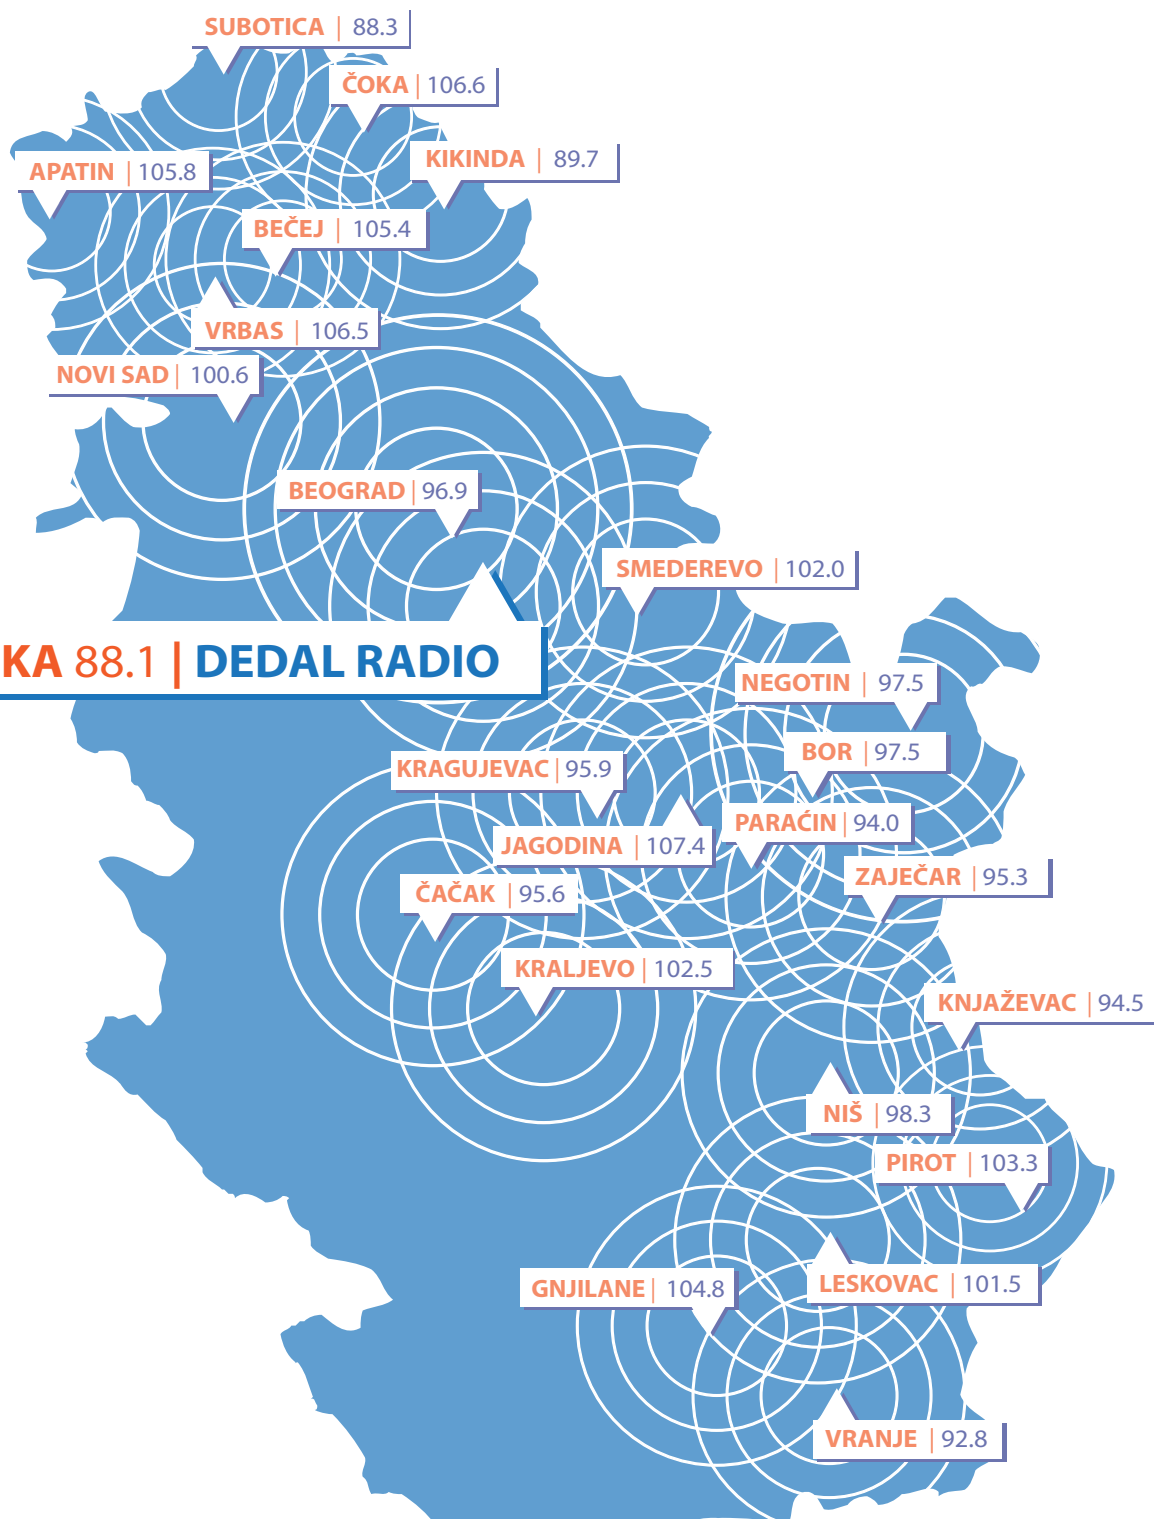 SUBOTICA | 88.3
ČOKA | 106.6
APATIN | 105.8
KIKINDA | 89.7
BEČEJ | 105.4
VRBAS | 106.5
NOVI SAD | 100.6
BEOGRAD | 96.9
SMEDEREVO | 102.0
KA 88.1 | DEDAL RADIO
NEGOTIN | 97.5
BOR | 97.5
KRAGUJEVAC | 95.9
PARAĆIN | 94.0
JAGODINA | 107.4
ZAJEČAR | 95.3
ČAČAK | 95.6
KRALJEVO | 102.5
KNJAŽEVAC | 94.5
NIŠ | 98.3
PIROT | 103.3
LESKOVAC | 101.5
GNJILANE | 104.8
VRANJE | 92.8